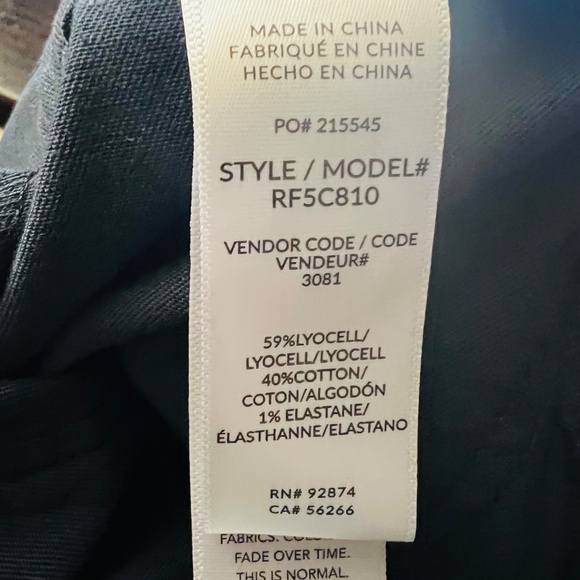 MADE IN CHINA
FABRIQUÉ EN CHINE
HECHO EN CHINA
PO# 215545
STYLE / MODEL#
RF5C810
VENDOR CODE / CODE
VENDEUR#
3081
59%LYOCELL/
LYOCELL/LYOCELL
40%COTTON/
COTON/ALGODÓN
1% ELASTANE/
ÉLASTHANNE/ELASTANO
RN# 92874
CA# 56266
FABRICS.
FADE OVER TIME.
THIS IS NORMAL.